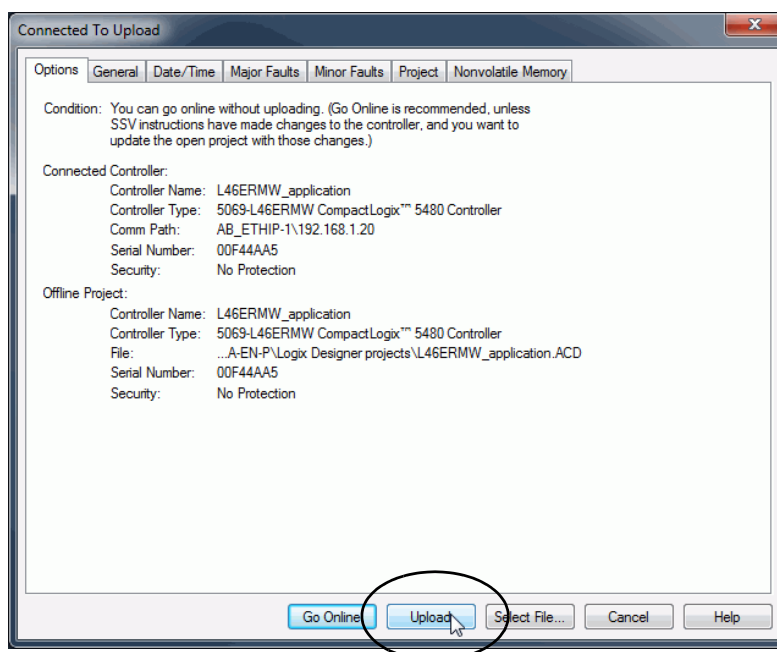 Connected To Upload
Options General Date/Time Major Faults Minor Faults Project Nonvolatile Memory
Condition: You can go online without uploading. (Go Online is recommended, unless
SSV instructions have made changes to the controller, and you want to
update the open project with those changes.)
Connected Controller:
Controller Name: L46ERMW_application
Controller Type: 5069-L46ERMW CompactLogix™ 5480 Controller
Comm Path: AB_ETHIP-1\192.168.1.20
Serial Number: 00F44AA5
Security: No Protection
Offline Project:
Controller Name: L46ERMW_application
Controller Type: 5069-L46ERMW CompactLogix™ 5480 Controller
File: ...A-EN-P\Logix Designer projects\L46ERMW_application.ACD
Serial Number: 00F44AA5
Security: No Protection
Go Online Upload Select File... Cancel Help